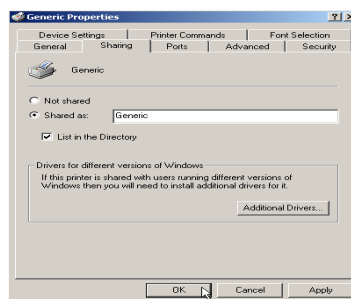 Generic Properties
Device Settings Printer Commands Font Selection
General Sharing Ports Advanced Security
Generic
Not shared
Shared as: Generic
List in the Directory
Drivers for different versions of Windows
If this printer is shared with users running different versions of
Windows then you will need to install additional drivers for it.
Additional Drivers...
OK Cancel Apply